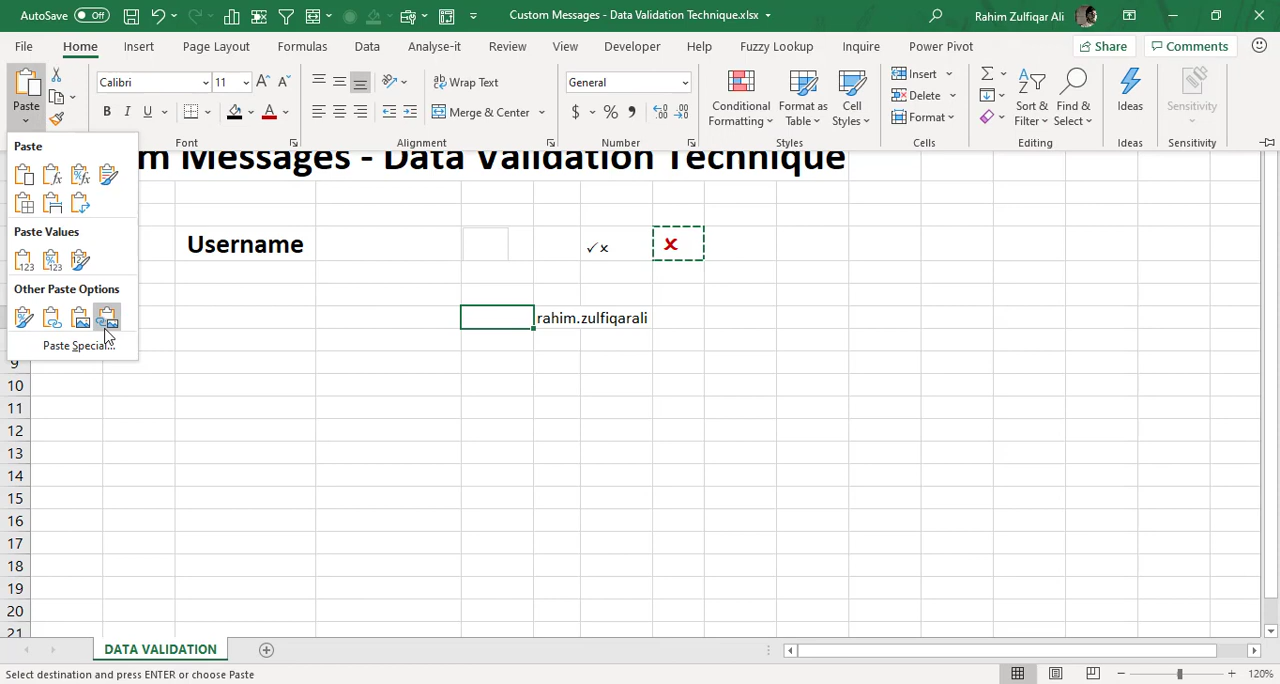 AutoSave Off Custom Messages - Data Validation Technique.xlsx Rahim Zulfiqar Ali
File Home Insert Page Layout Formulas Data Analyse-it Review View Developer Help Fuzzy Lookup Inquire Power Pivot Share Comments
Paste Calibri 11 Wrap Text General Insert
B I U Merge & Center $ % Conditional Formatting Format as Table Cell Styles Delete Format Sort & Filter Find & Select Ideas Sensitivity
Font Alignment Number Styles Cells Editing Ideas Sensitivity
Paste
m Messages - Data Validation Technique
Paste Values
123 %123
Username ✓x ✗
Other Paste Options
rahim.zulfiqarali
Paste Special...
9
10
11
12
13
14
15
16
17
18
19
20
21
DATA VALIDATION
Select destination and press ENTER or choose Paste 120%